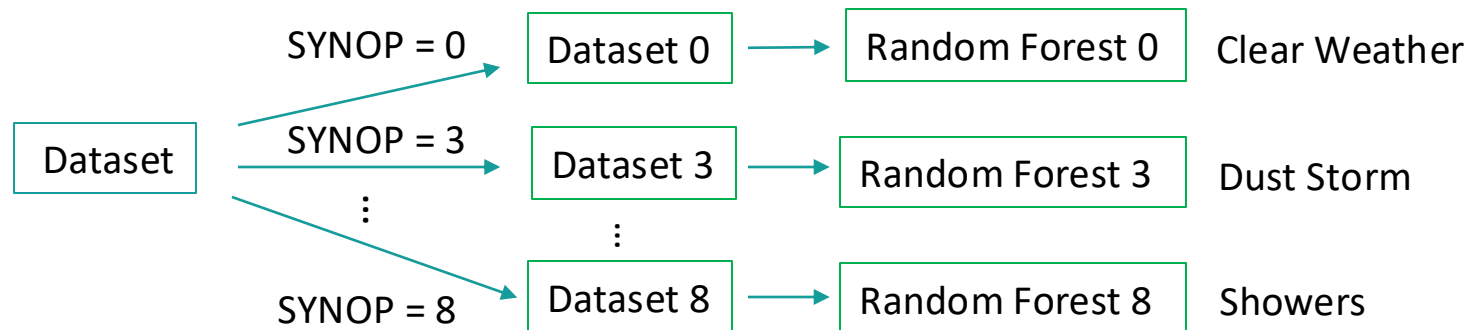 SYNOP = 0
Dataset 0
Random Forest 0
Clear Weather
Dataset
SYNOP = 3
Dataset 3
Random Forest 3
Dust Storm
...
...
SYNOP = 8
Dataset 8
Random Forest 8
Showers